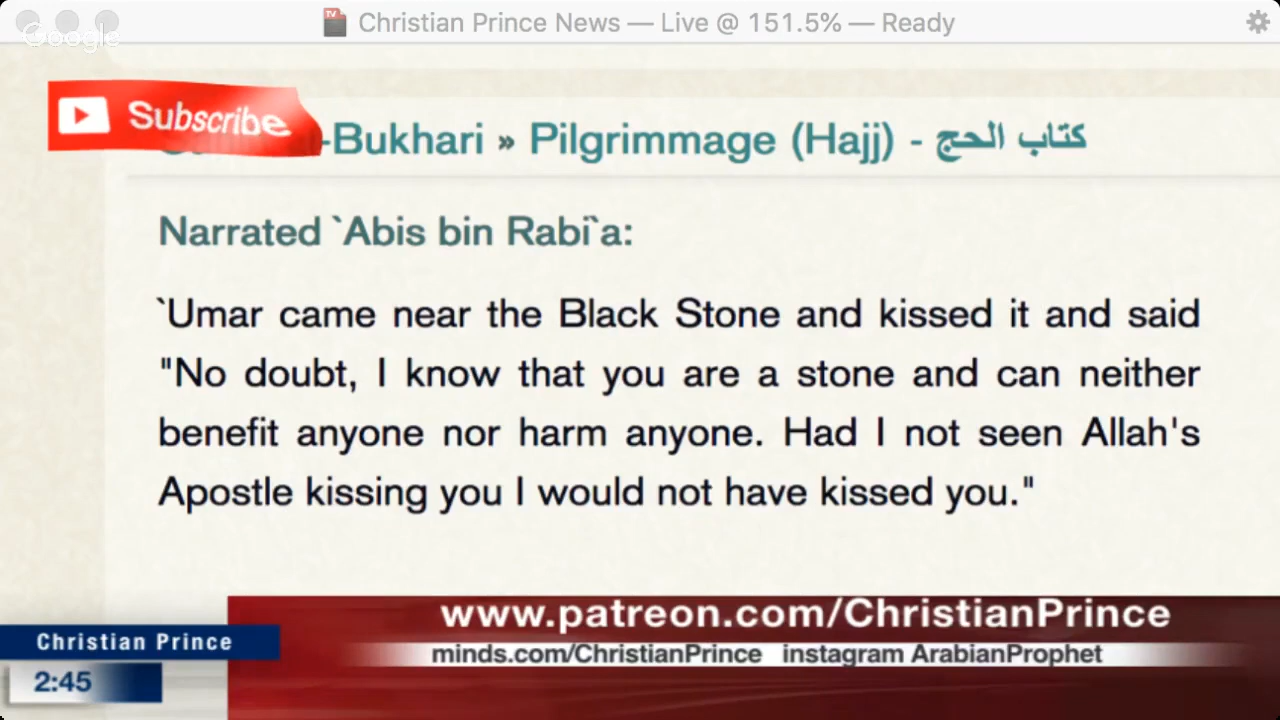 Christian Prince News — Live @ 151.5% — Ready
Google
Subscribe
-Bukhari » Pilgrimmage (Hajj) - كتاب الحج
Narrated `Abis bin Rabi`a:
`Umar came near the Black Stone and kissed it and said
"No doubt, I know that you are a stone and can neither
benefit anyone nor harm anyone. Had I not seen Allah's
Apostle kissing you I would not have kissed you."
www.patreon.com/ChristianPrince
Christian Prince
minds.com/ChristianPrince instagram ArabianProphet
2:45